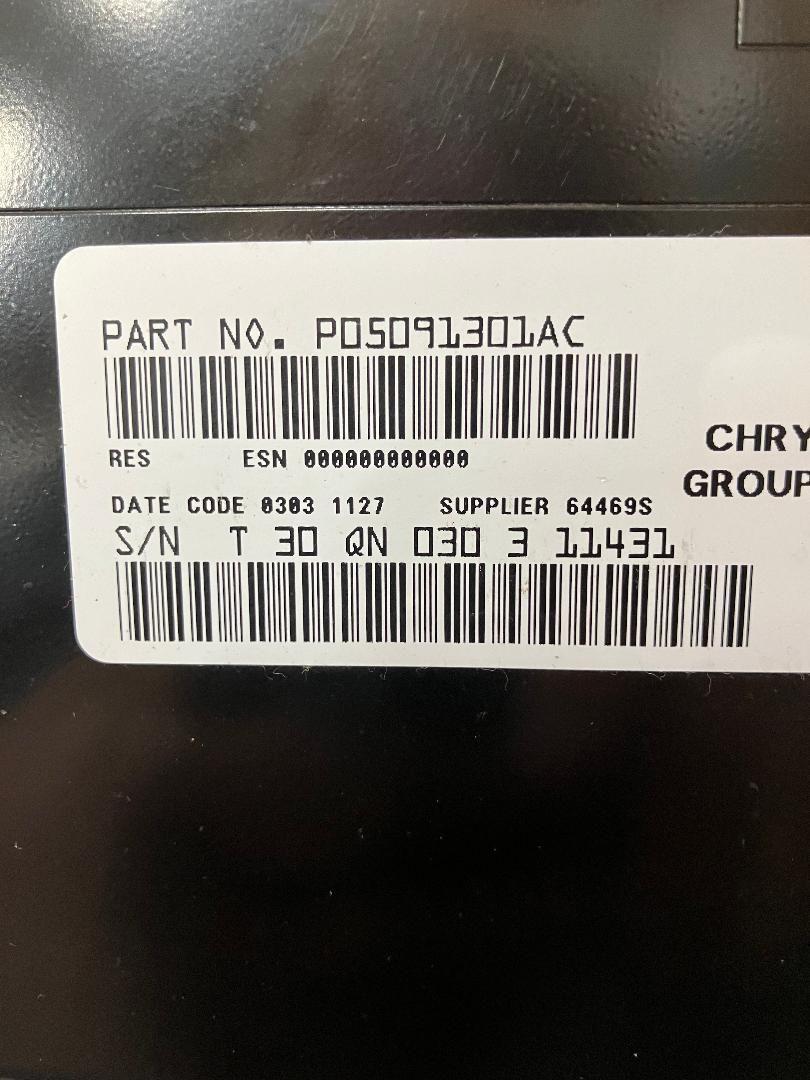 PART NO. P05091301AC
RES ESN 000000000000
DATE CODE 0303 1127 SUPPLIER 64469S
S/N T 30 QN 030 3 11431
CHRY
GROUP